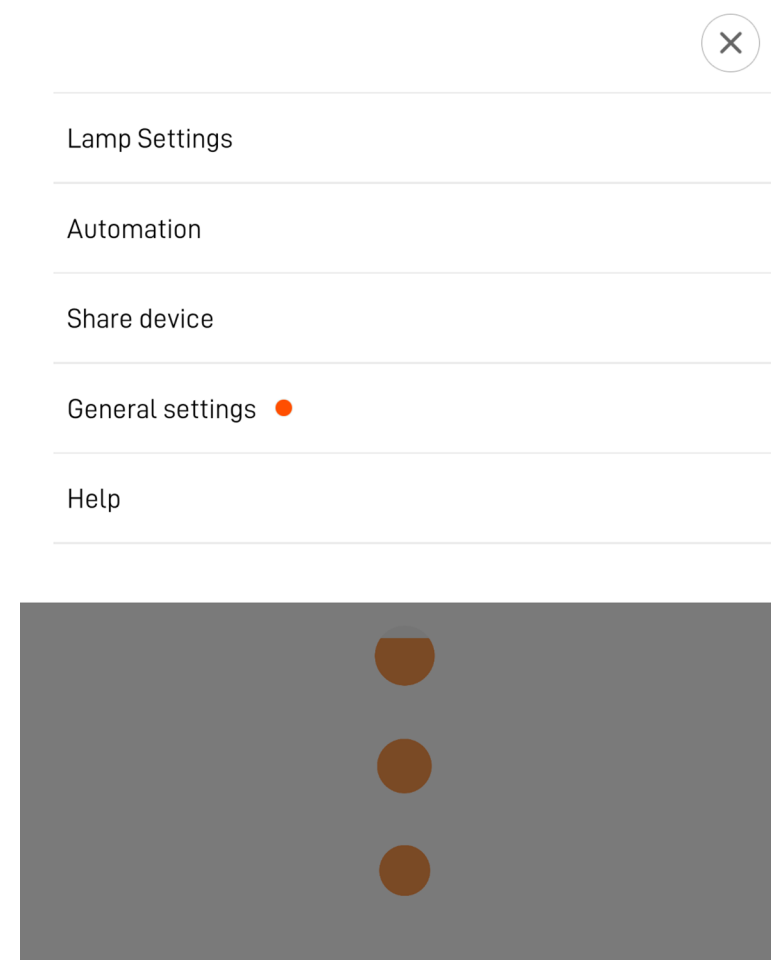 Lamp Settings
Automation
Share device
General settings
Help